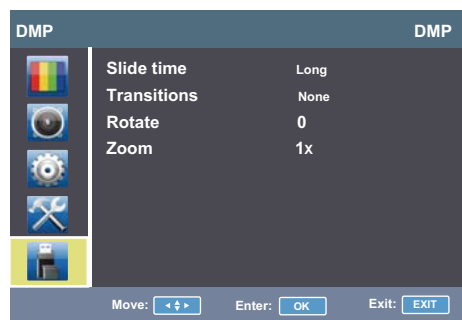 DMP DMP
Slide time Long
Transitions None
Rotate 0
Zoom 1x
Move: Enter: OK Exit: EXIT